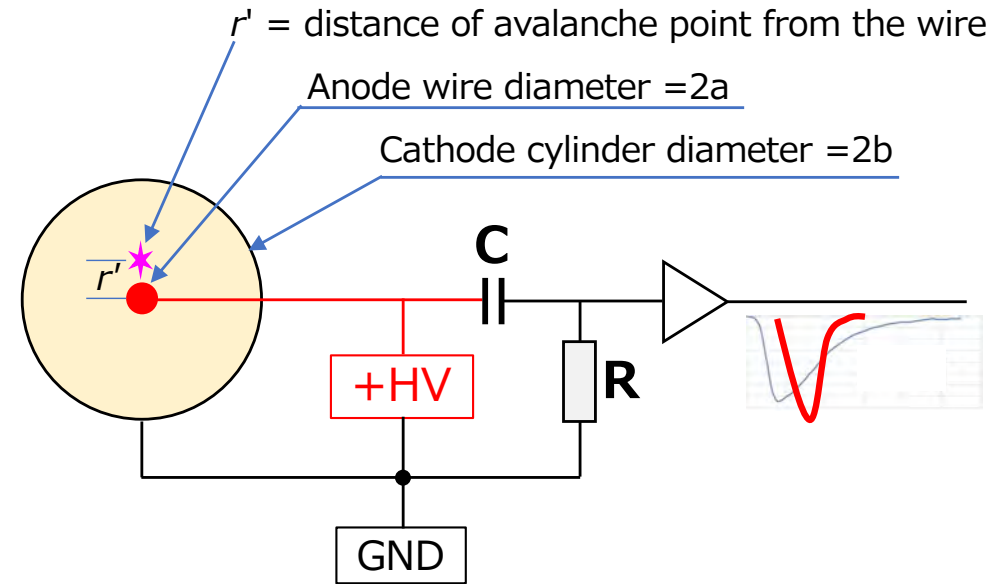 r' = distance of avalanche point from the wire
Anode wire diameter =2a
Cathode cylinder diameter =2b
C
r'
+HV
R
GND